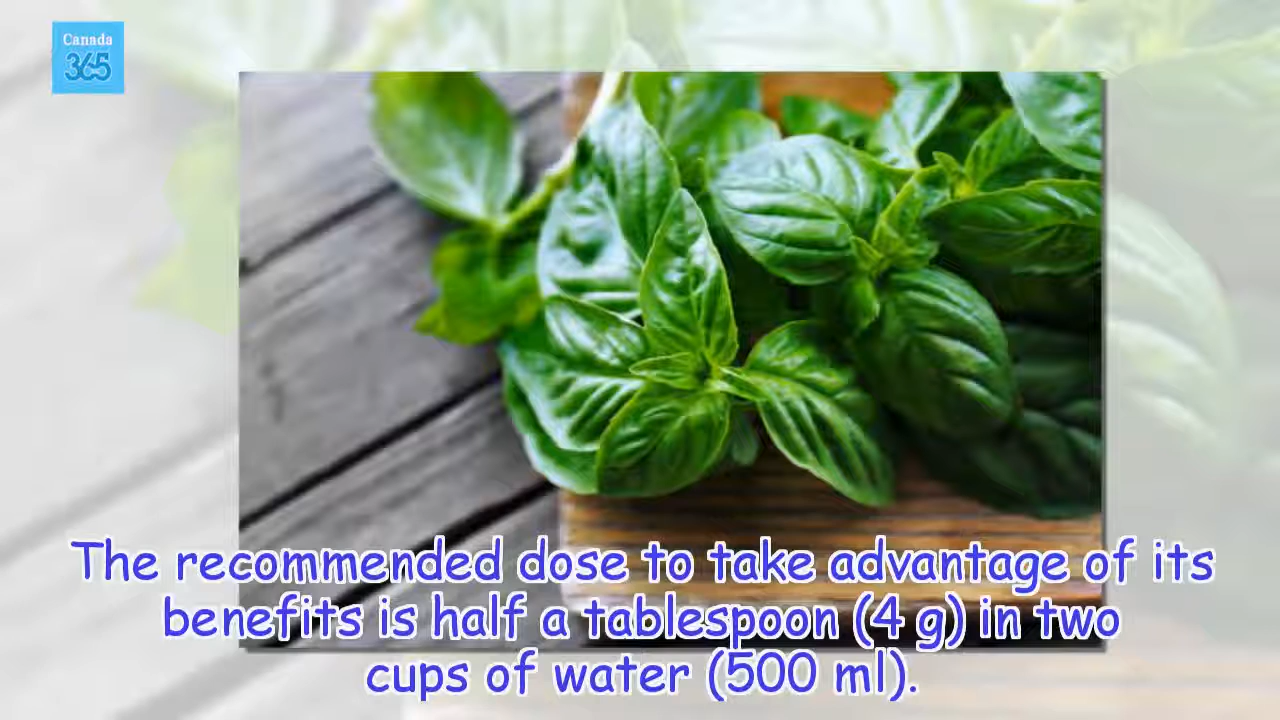 Canada
365
The recommended dose to take advantage of its
benefits is half a tablespoon (4 g) in two
cups of water (500 ml).